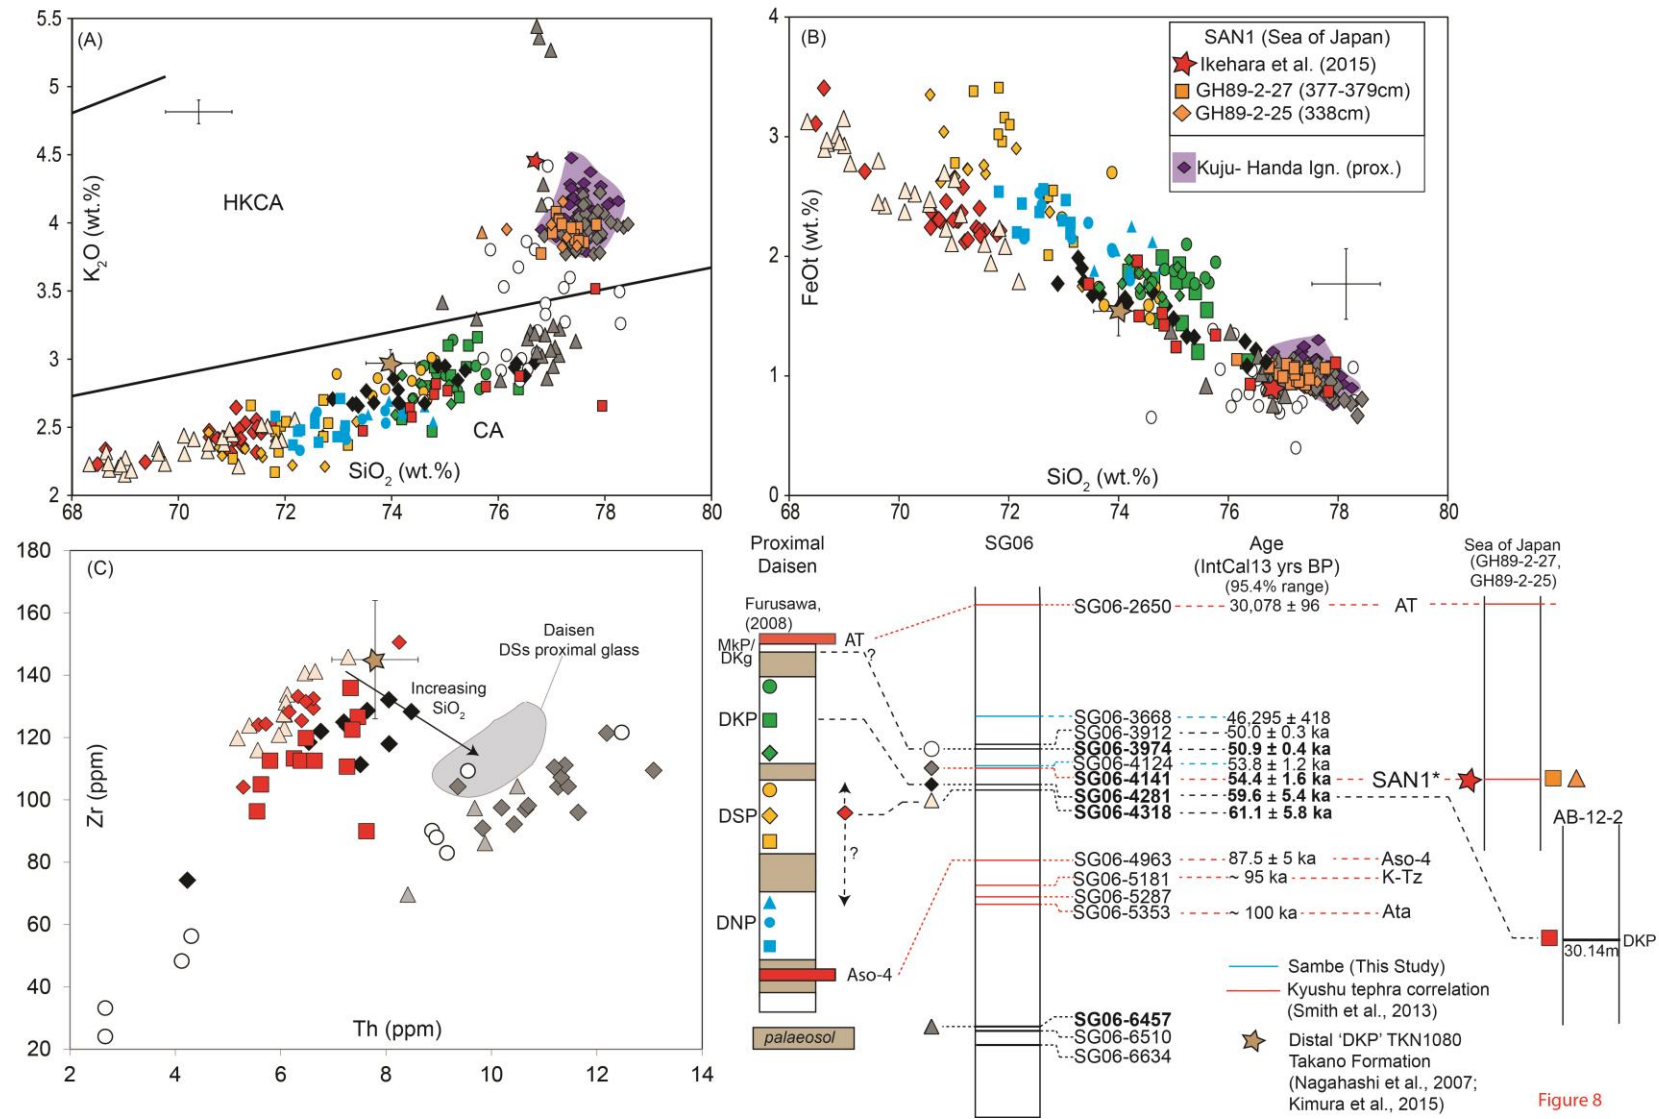 (A)
5.5
5
4.5
4
3.5
3
2.5
2
K₂O (wt.%)
HKCA
CA
SiO₂ (wt.%)
68 70 72 74 76 78 80
(B)
4
3
2
1
0
FeOt (wt.%)
SiO₂ (wt.%)
68 70 72 74 76 78 80
SAN1 (Sea of Japan)
Ikehara et al. (2015)
GH89-2-27 (377-379cm)
GH89-2-25 (338cm)
Kuju- Handa Ign. (prox.)
(C)
180
160
140
120
100
80
60
40
20
Zr (ppm)
Daisen
DSs proximal glass
Increasing
SiO₂
Th (ppm)
2 4 6 8 10 12 14
Proximal
Daisen
Furusawa,
(2008)
AT
MkP/
DKg
?
DKP
DSP
?
DNP
Aso-4
palaeosol
SG06
Age
(IntCal13 yrs BP)
(95.4% range)
Sea of Japan
(GH89-2-27,
GH89-2-25)
SG06-2650 30,078 ± 96 AT
SG06-3668 46,295 ± 418
SG06-3912 50.0 ± 0.3 ka
SG06-3974 50.9 ± 0.4 ka
SG06-4124 53.8 ± 1.2 ka
SG06-4141 54.4 ± 1.6 ka SAN1*
SG06-4281 59.6 ± 5.4 ka
SG06-4318 61.1 ± 5.8 ka
AB-12-2
SG06-4963 87.5 ± 5 ka Aso-4
SG06-5181 ~ 95 ka K-Tz
SG06-5287
SG06-5353 ~ 100 ka Ata
DKP
30.14m
SG06-6457
SG06-6510
SG06-6634
Sambe (This Study)
Kyushu tephra correlation
(Smith et al., 2013)
Distal 'DKP' TKN1080
Takano Formation
(Nagahashi et al., 2007;
Kimura et al., 2015)
Figure 8